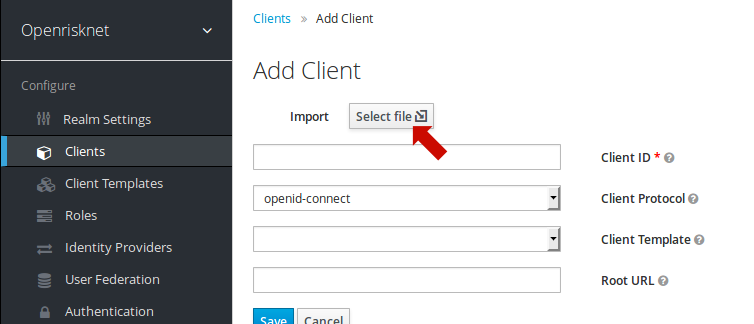 Openrisknet
Configure
Realm Settings
Clients
Client Templates
Roles
Identity Providers
User Federation
Authentication
Clients » Add Client
Add Client
Import Select file
Client ID * ?
openid-connect Client Protocol ?
Client Template ?
Root URL ?
Save Cancel